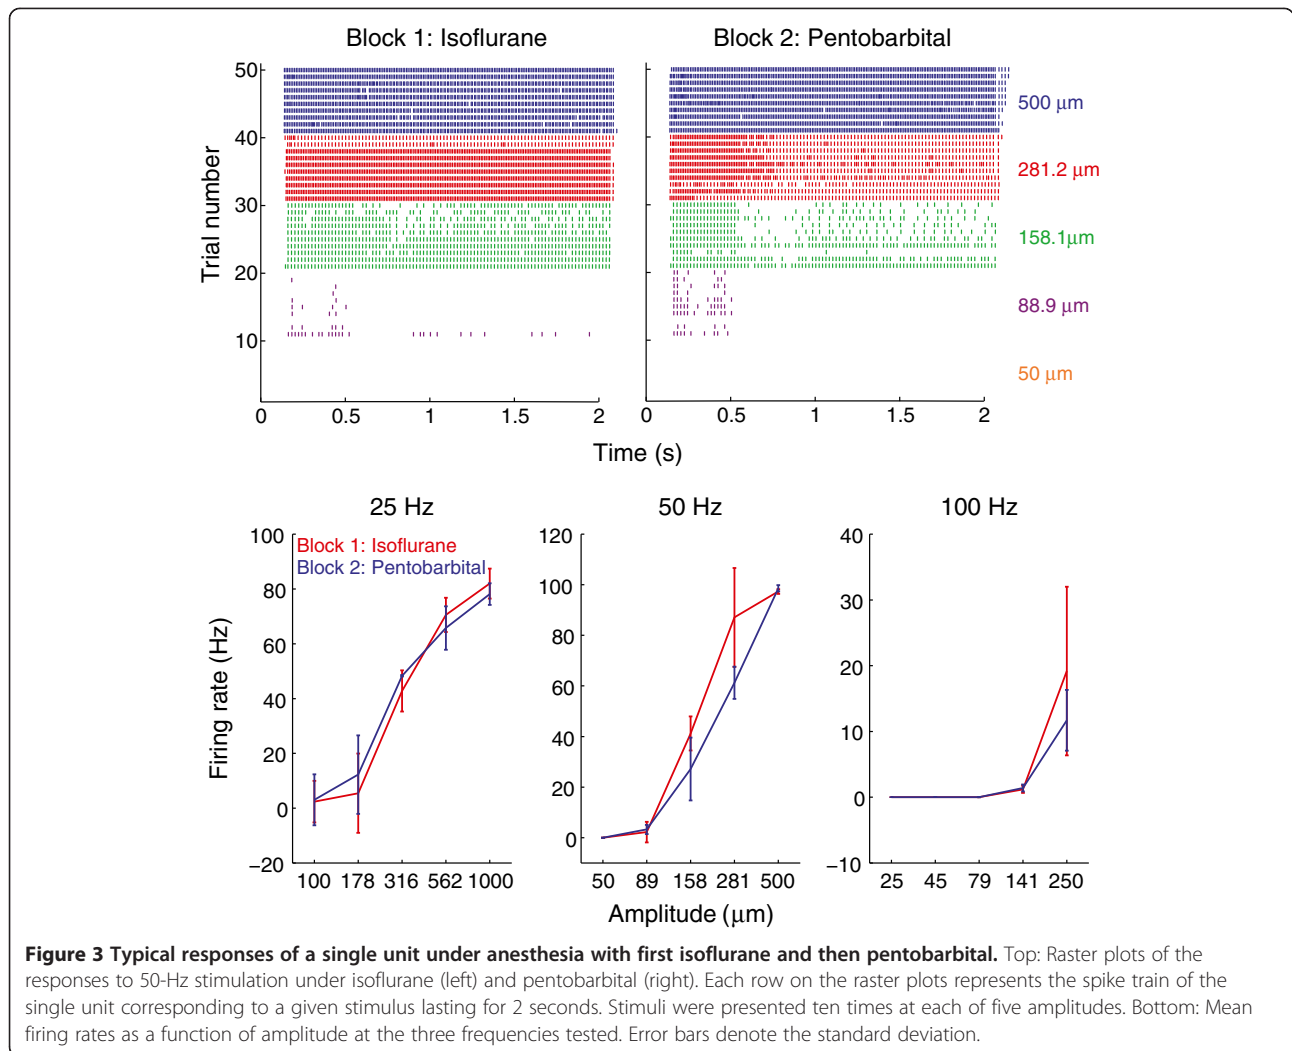 Block 1: Isoflurane
Block 2: Pentobarbital
Trial number
50
40
30
20
10
0
0.5
1
1.5
2
0
0.5
1
1.5
2
500 µm
281.2 µm
158.1µm
88.9 µm
50 µm
Time (s)
25 Hz
50 Hz
100 Hz
Block 1: Isoflurane
Block 2: Pentobarbital
Firing rate (Hz)
100
80
60
40
20
0
−20
100 178 316 562 1000
120
100
80
60
40
20
0
50 89 158 281 500
40
30
20
10
0
−10
25 45 79 141 250
Amplitude (µm)
Figure 3 Typical responses of a single unit under anesthesia with first isoflurane and then pentobarbital. Top: Raster plots of the
responses to 50-Hz stimulation under isoflurane (left) and pentobarbital (right). Each row on the raster plots represents the spike train of the
single unit corresponding to a given stimulus lasting for 2 seconds. Stimuli were presented ten times at each of five amplitudes. Bottom: Mean
firing rates as a function of amplitude at the three frequencies tested. Error bars denote the standard deviation.